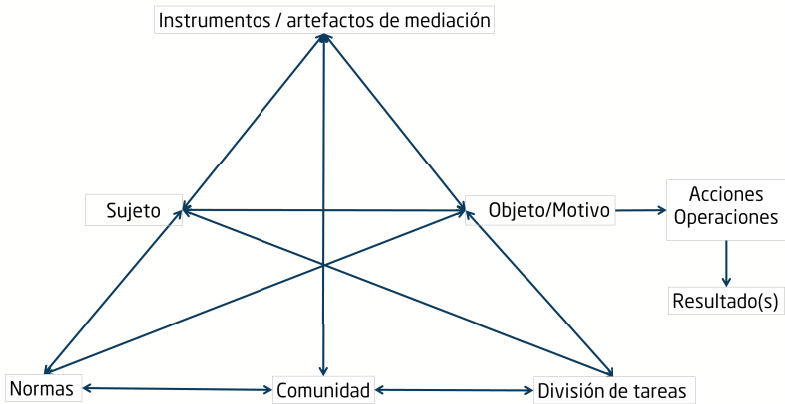 Instrumentos / artefactos de mediación
Sujeto
Objeto/Motivo
Acciones
Operaciones
Resultado(s)
Normas
Comunidad
División de tareas